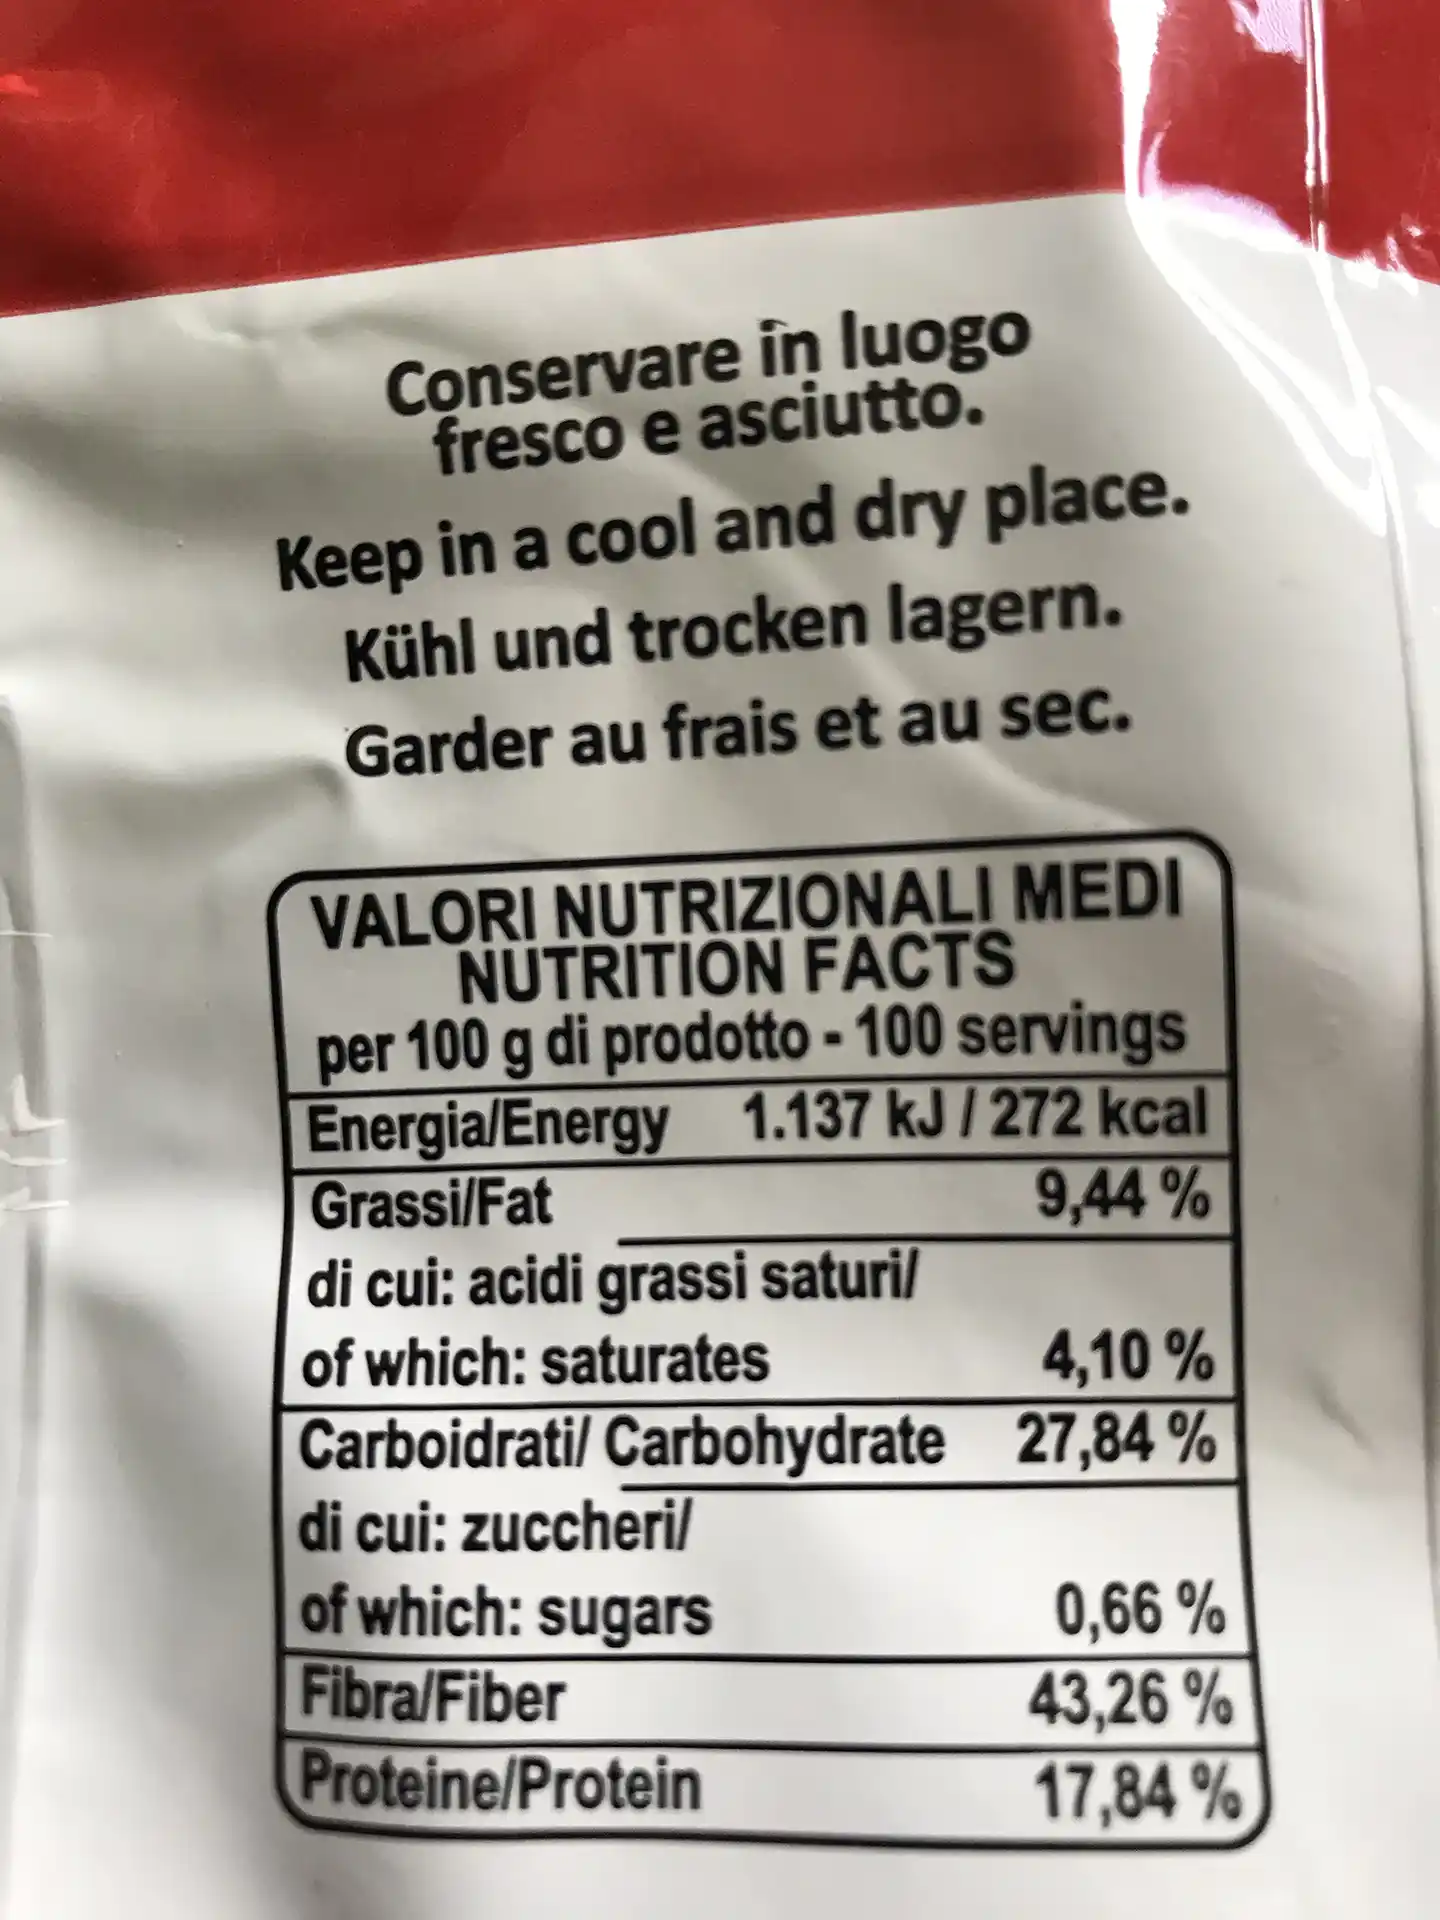 Conservare in luogo
fresco e asciutto.
Keep in a cool and dry place.
Kühl und trocken lagern.
Garder au frais et au sec.
VALORI NUTRIZIONALI MEDI
NUTRITION FACTS
per 100 g di prodotto - 100 servings
Energia/Energy 1.137 kJ / 272 kcal
Grassi/Fat 9,44 %
di cui: acidi grassi saturi/
of which: saturates 4,10 %
Carboidrati/ Carbohydrate 27,84 %
di cui: zuccheri/
of which: sugars 0,66 %
Fibra/Fiber 43,26 %
Proteine/Protein 17,84 %